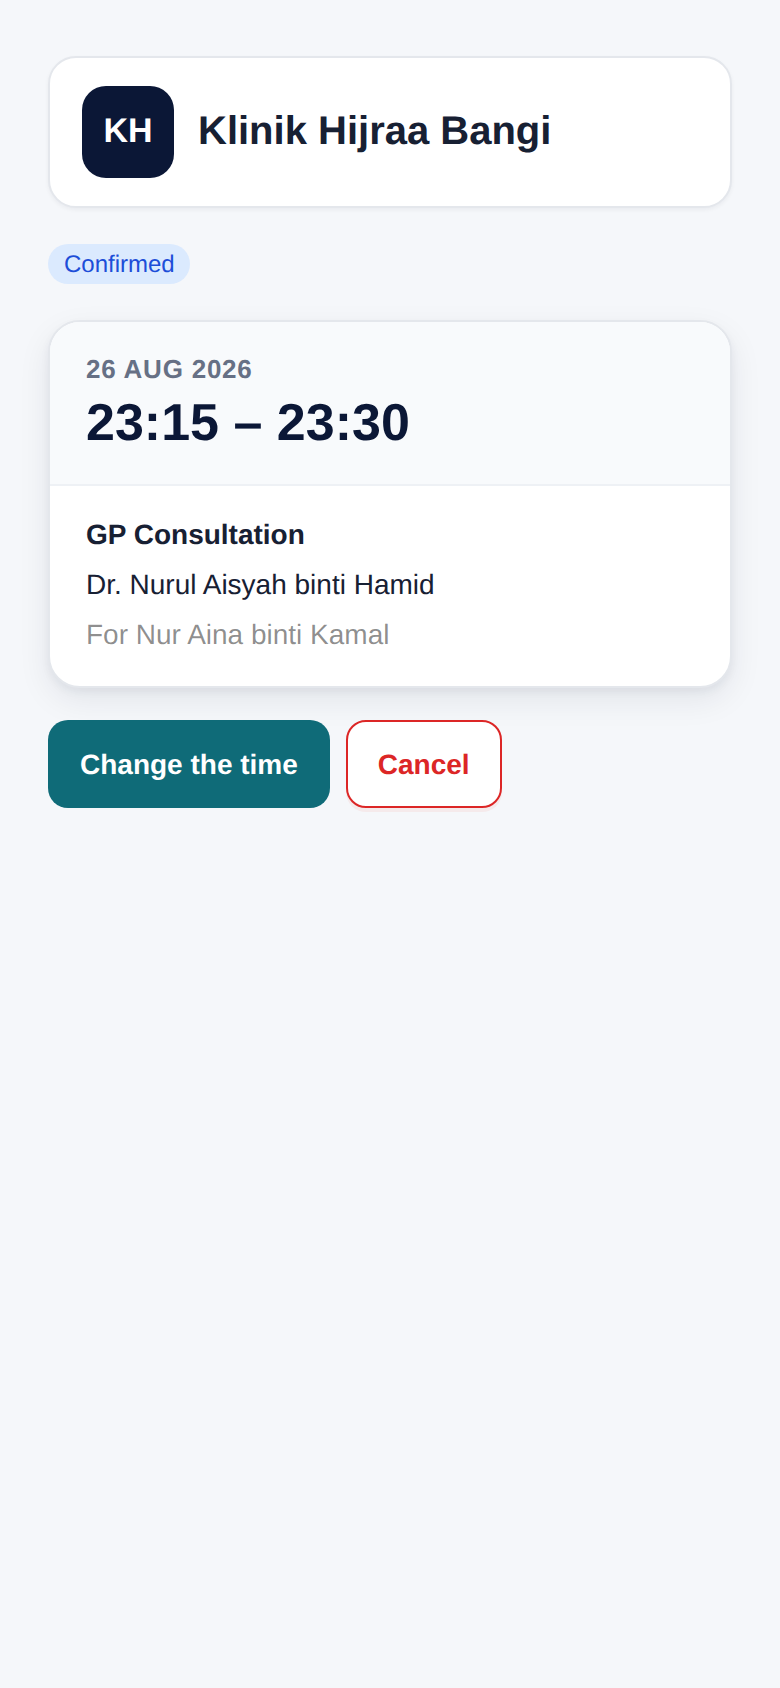 KH
Klinik Hijraa Bangi
Confirmed
26 AUG 2026
23:15 – 23:30
GP Consultation
Dr. Nurul Aisyah binti Hamid
For Nur Aina binti Kamal
Change the time
Cancel